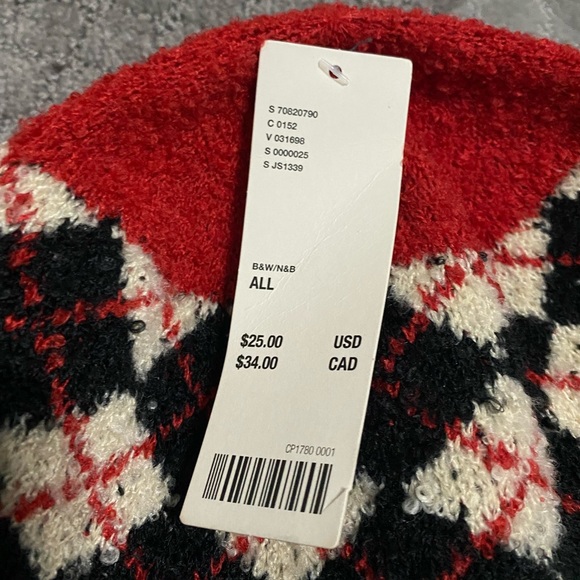 S 70820790
C 0152
V 031698
S 0000025
S JS1339
B&W/N&B
ALL
$25.00 USD
$34.00 CAD
CP1780 0001